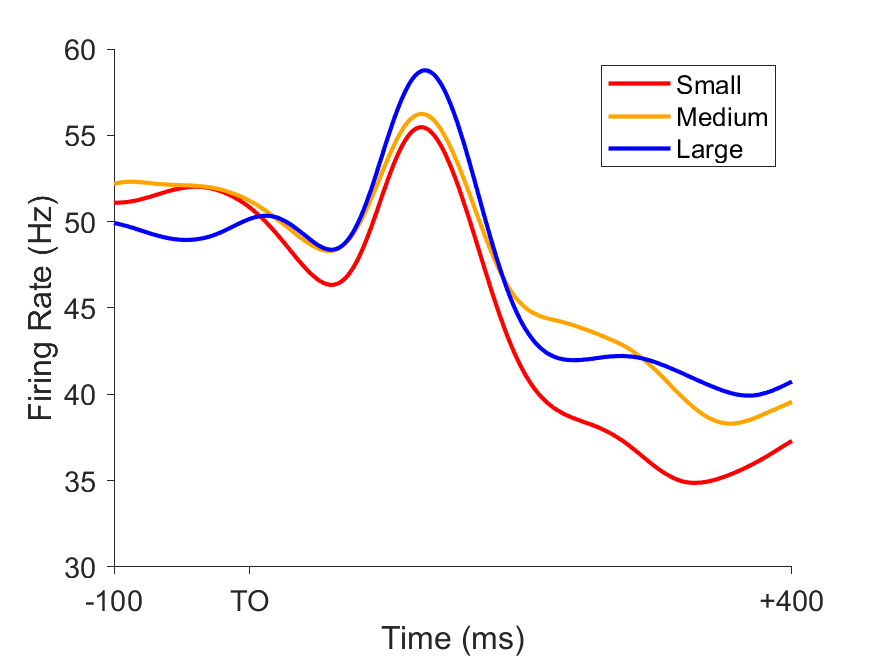 60
55
50
45
40
35
30
Firing Rate (Hz)
Small
Medium
Large
-100 TO +400
Time (ms)